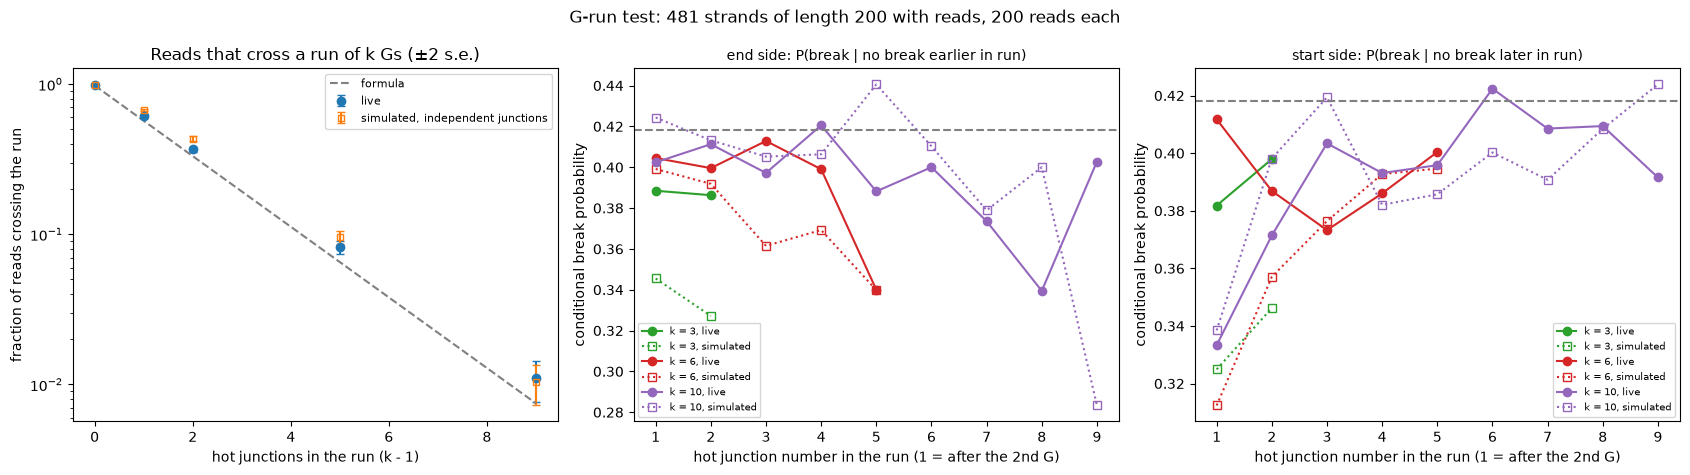 G-run test: 481 strands of length 200 with reads, 200 reads each
Reads that cross a run of k Gs (±2 s.e.)
fraction of reads crossing the run
10⁰
10⁻¹
10⁻²
formula
live
simulated, independent junctions
0 2 4 6 8
hot junctions in the run (k - 1)
end side: P(break | no break earlier in run)
conditional break probability
0.44
0.42
0.40
0.38
0.36
0.34
0.32
0.30
0.28
k = 3, live
k = 3, simulated
k = 6, live
k = 6, simulated
k = 10, live
k = 10, simulated
1 2 3 4 5 6 7 8 9
hot junction number in the run (1 = after the 2nd G)
start side: P(break | no break later in run)
conditional break probability
0.42
0.40
0.38
0.36
0.34
0.32
k = 3, live
k = 3, simulated
k = 6, live
k = 6, simulated
k = 10, live
k = 10, simulated
1 2 3 4 5 6 7 8 9
hot junction number in the run (1 = after the 2nd G)